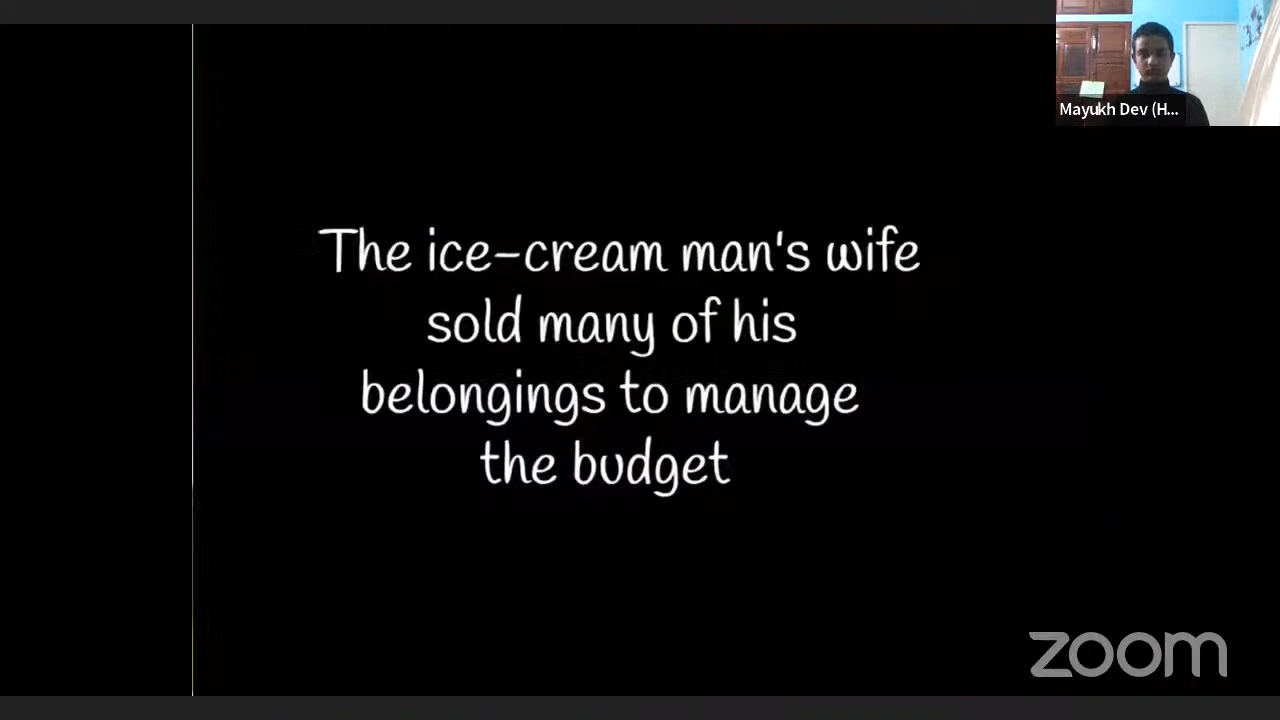 Mayukh Dev (H...
The ice-cream man's wife
sold many of his
belongings to manage
the budget
zoom